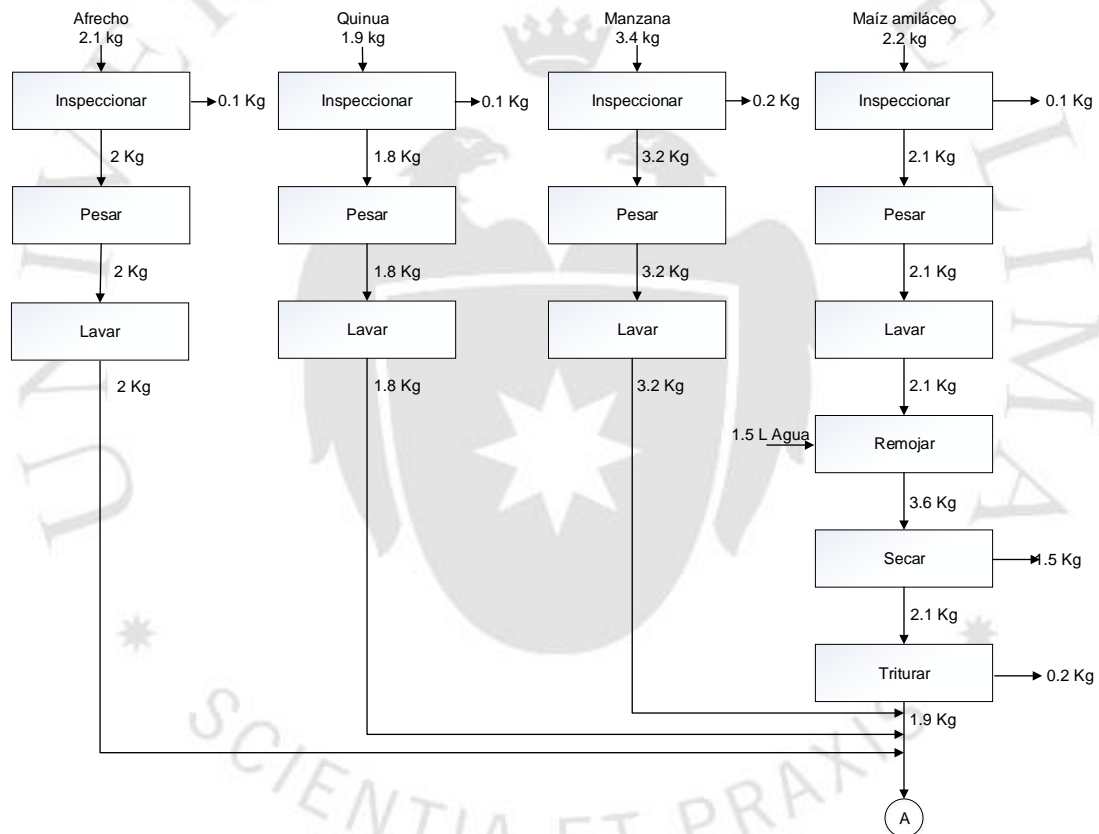 Afrecho
2.1 kg
Quinua
1.9 kg
Manzana
3.4 kg
Maíz amiláceo
2.2 kg
Inspeccionar
0.1 Kg
Inspeccionar
0.1 Kg
Inspeccionar
0.2 Kg
Inspeccionar
0.1 Kg
2 Kg
1.8 Kg
3.2 Kg
2.1 Kg
Pesar
Pesar
Pesar
Pesar
2 Kg
1.8 Kg
3.2 Kg
2.1 Kg
Lavar
Lavar
Lavar
Lavar
2 Kg
1.8 Kg
3.2 Kg
2.1 Kg
1.5 L Agua
Remojar
3.6 Kg
Secar
1.5 Kg
2.1 Kg
Triturar
0.2 Kg
1.9 Kg
A
SCIENTIA ET PRAXIS